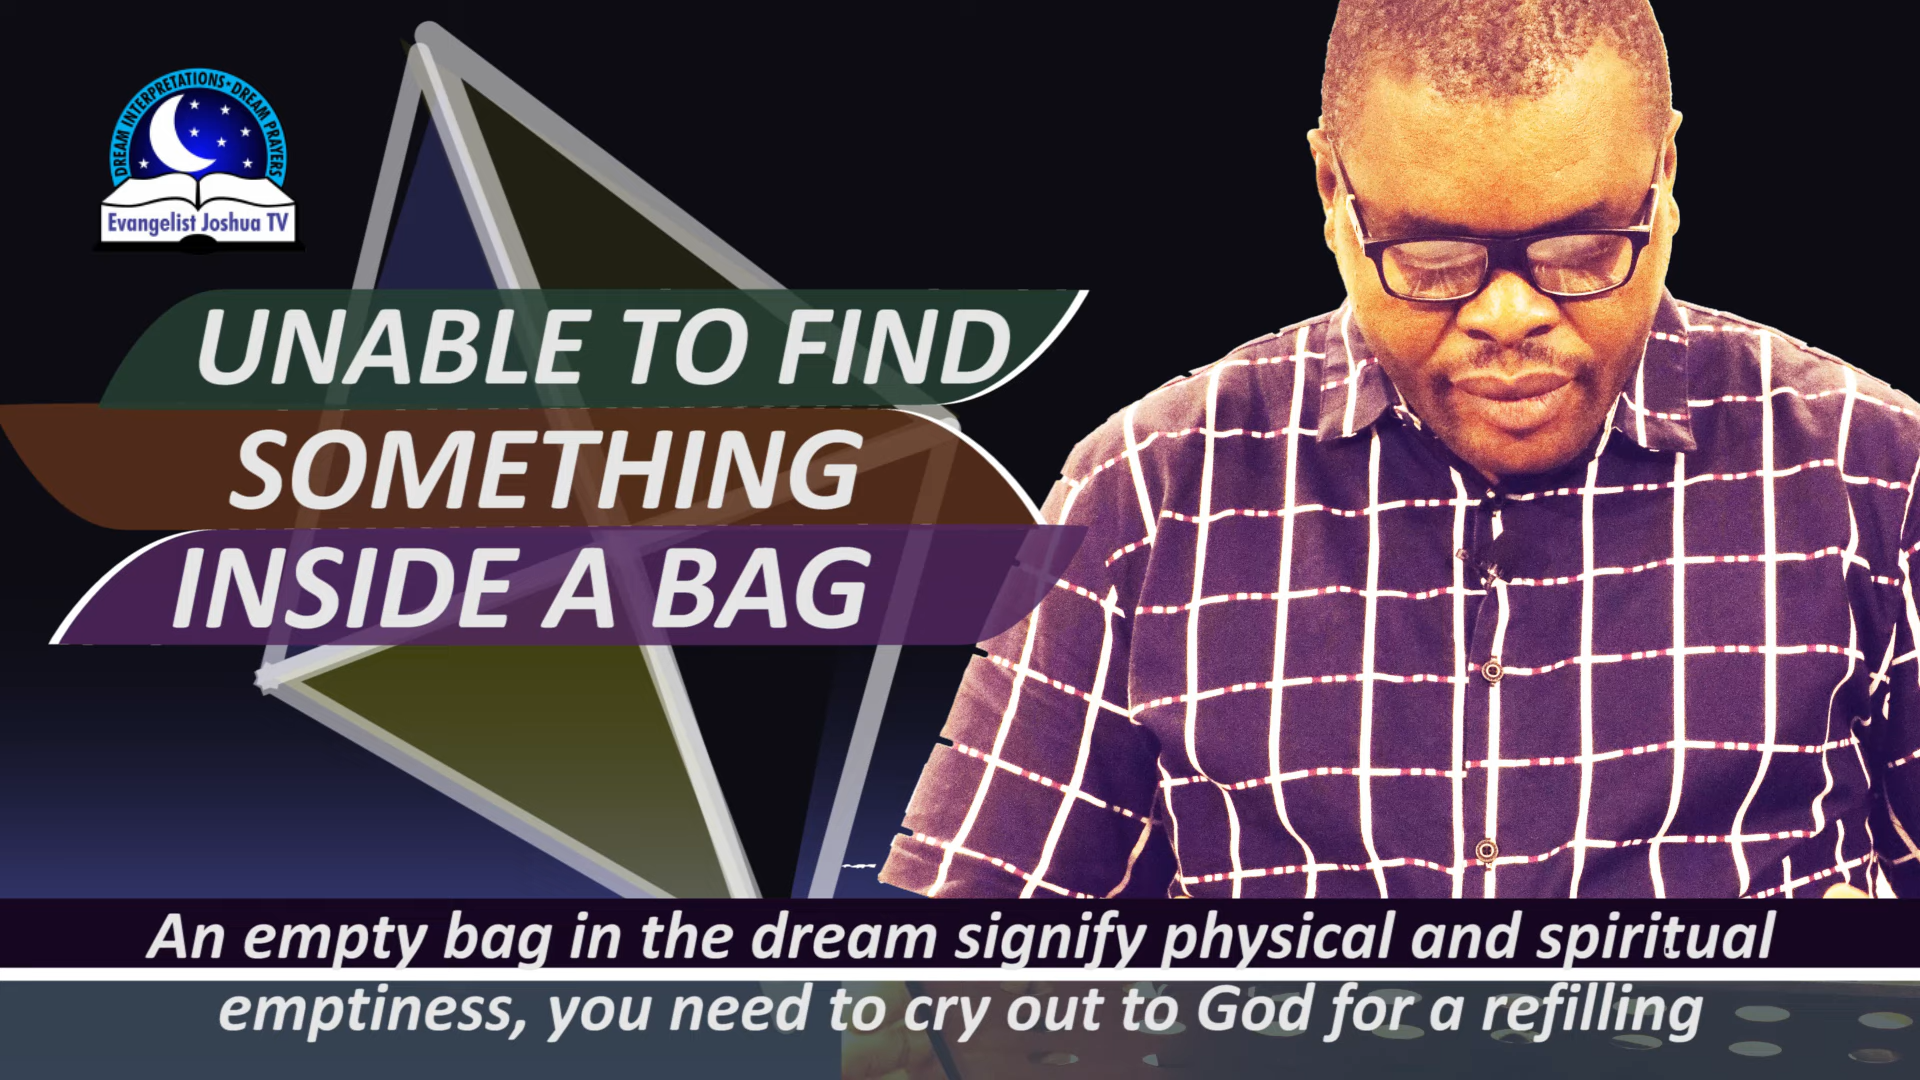 DREAM INTERPRETATIONS • DREAM PRAYERS
Evangelist Joshua TV
UNABLE TO FIND
SOMETHING
INSIDE A BAG
An empty bag in the dream signify physical and spiritual
emptiness, you need to cry out to God for a refilling